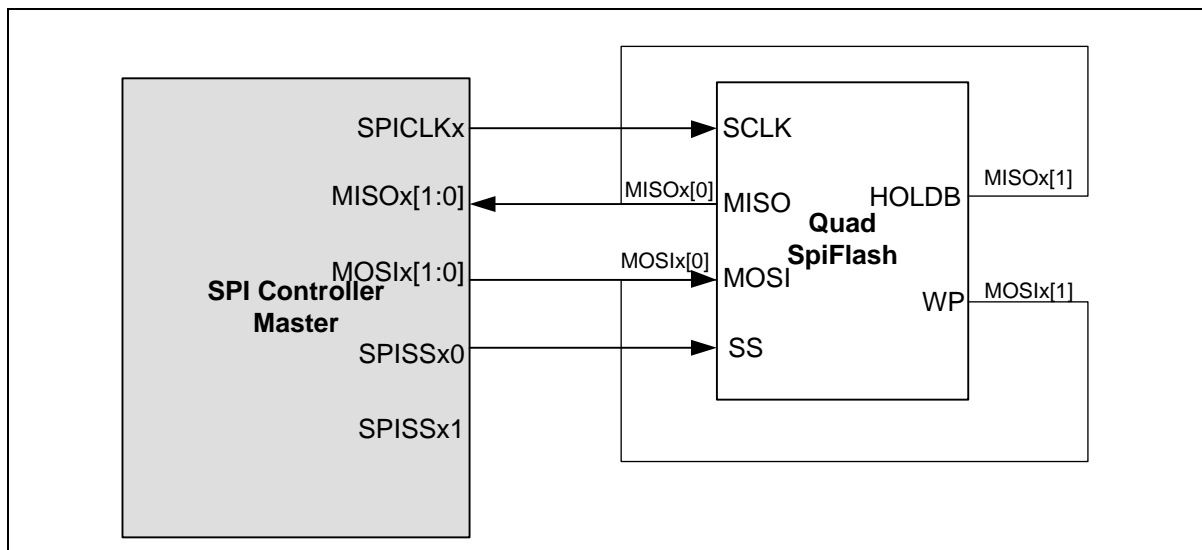 SPICLKx
MISOx[1:0]
MOSIx[1:0]
SPI Controller
Master
SPISSx0
SPISSx1
MISOx[0]
MOSIx[0]
SCLK
MISO
HOLDB
Quad
SpiFlash
MOSI
WP
SS
MISOx[1]
MOSIx[1]